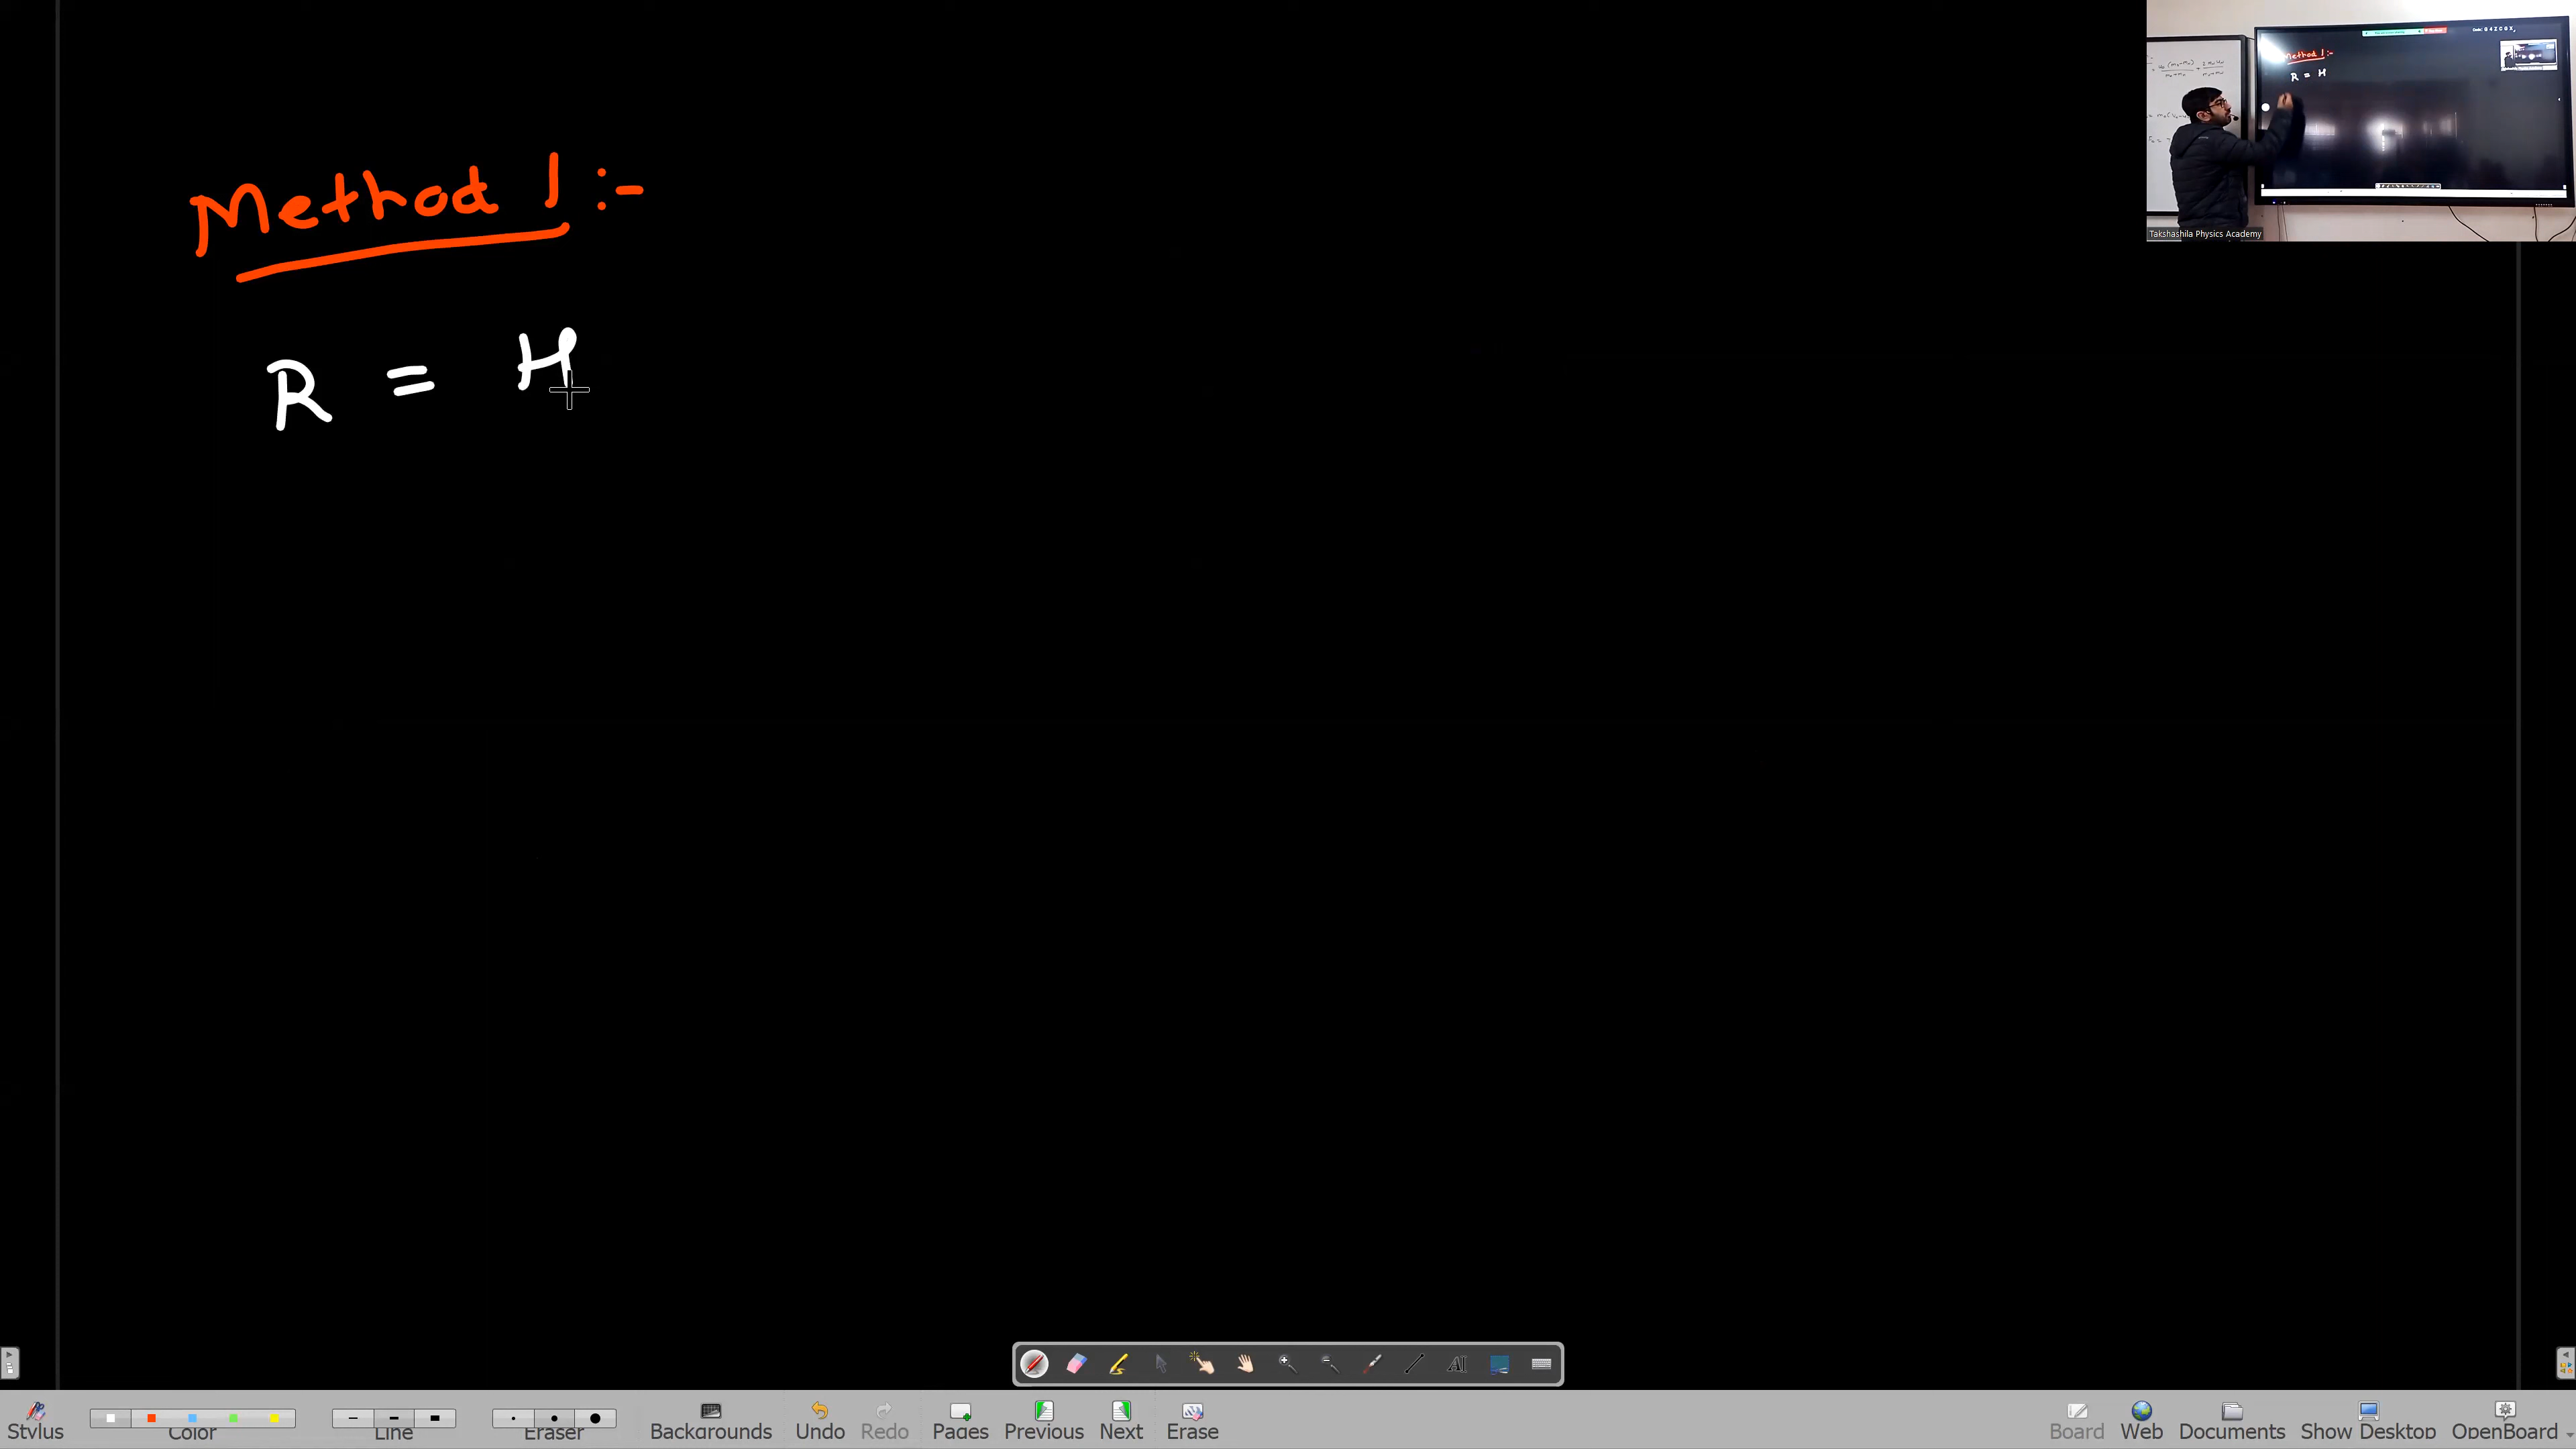 Method 1 :-
R = H
Takshashila Physics Academy
Stylus
Color
Line
Eraser
Backgrounds
Undo
Redo
Pages
Previous
Next
Erase
Board
Web
Documents
Show Desktop
OpenBoard